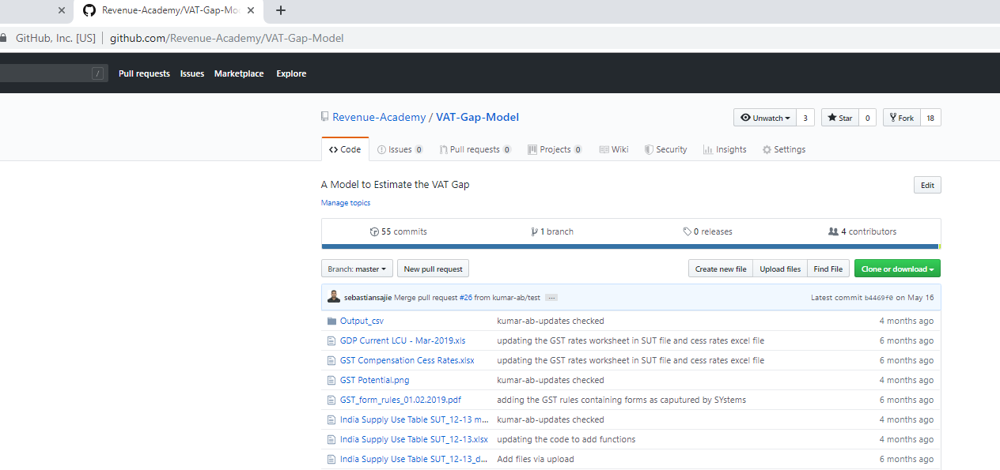 Revenue-Academy/VAT-Gap-Mo
GitHub, Inc. [US] github.com/Revenue-Academy/VAT-Gap-Model
/ Pull requests Issues Marketplace Explore
Revenue-Academy / VAT-Gap-Model Unwatch 3 Star 0 Fork 18
Code Issues 0 Pull requests 0 Projects 0 Wiki Security Insights Settings
A Model to Estimate the VAT Gap Edit
Manage topics
55 commits 1 branch 0 releases 4 contributors
Branch: master New pull request Create new file Upload files Find File Clone or download
sebastiansajie Merge pull request #26 from kumar-ab/test ... Latest commit b4469f0 on May 16
Output_csv kumar-ab-updates checked 4 months ago
GDP Current LCU - Mar-2019.xls updating the GST rates worksheet in SUT file and cess rates excel file 6 months ago
GST Compensation Cess Rates.xlsx updating the GST rates worksheet in SUT file and cess rates excel file 6 months ago
GST Potential.png kumar-ab-updates checked 4 months ago
GST_form_rules_01.02.2019.pdf adding the GST rules containing forms as caputured by SYstems 6 months ago
India Supply Use Table SUT_12-13 m... kumar-ab-updates checked 4 months ago
India Supply Use Table SUT_12-13.xlsx updating the code to add functions 4 months ago
India Supply Use Table SUT_12-13_d... Add files via upload 6 months ago